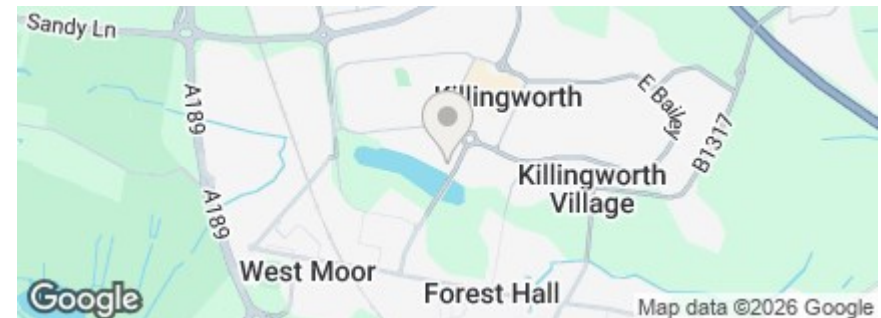 Sandy Ln
A189
A189
Killingworth
E Bailey
B1317
Killingworth
Village
West Moor
Forest Hall
Google
Map data ©2026 Google